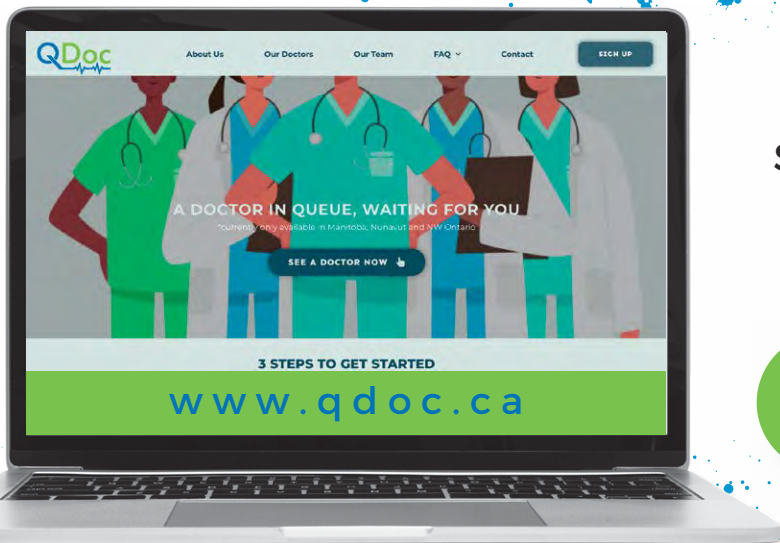 QDoc
About Us Our Doctors Our Team FAQ Contact SIGN UP
A DOCTOR IN QUEUE, WAITING FOR YOU
*currently only available in Manitoba, Nunavut and NW Ontario
SEE A DOCTOR NOW
3 STEPS TO GET STARTED
www.qdoc.ca
S